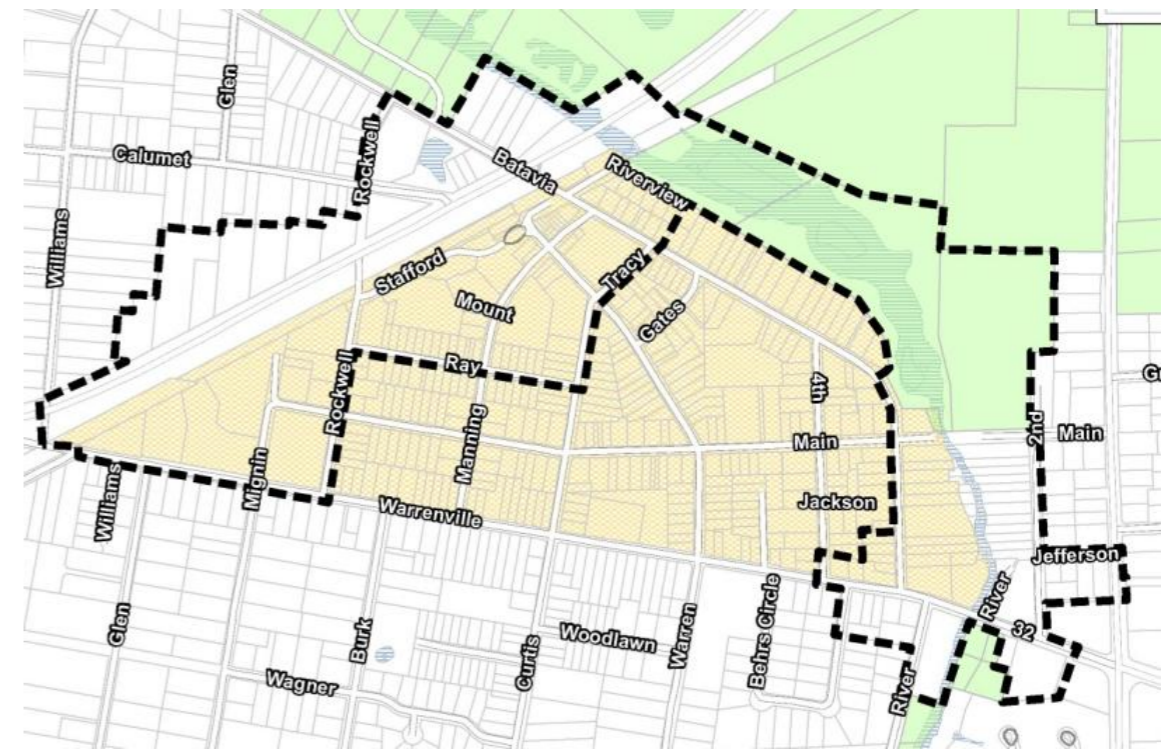 Glen
Calumet
Rockwell
Batavia
Riverview
Williams
Stafford
Tracy
Mount
Gates
Ray
Rockwell
4th
2nd
Main
Main
Manning
Mignin
Williams
Warrenville
Jackson
Jefferson
River
32
Glen
Burk
Woodlawn
Curtis
Warren
Behrs Circle
River
Wagner